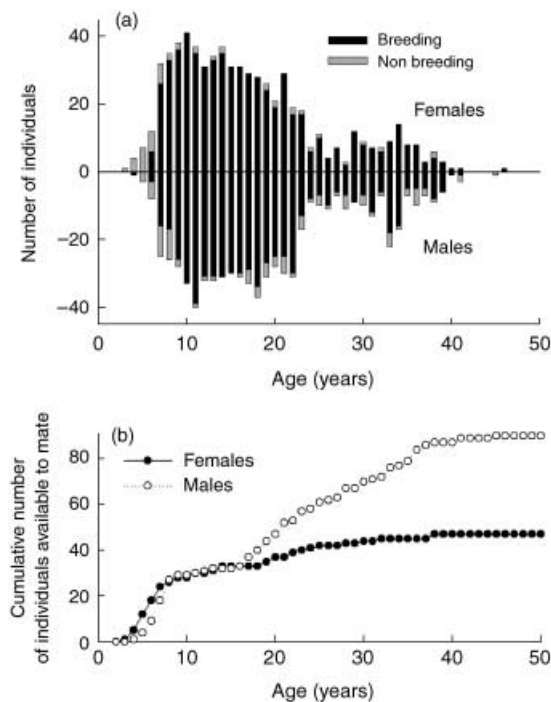 (a)
Breeding
Non breeding
Females
Males
Number of individuals
40
20
0
−20
−40
0 10 20 30 40 50
Age (years)
(b)
Females
Males
Cumulative number
of individuals available to mate
80
60
40
20
0
0 10 20 30 40 50
Age (years)